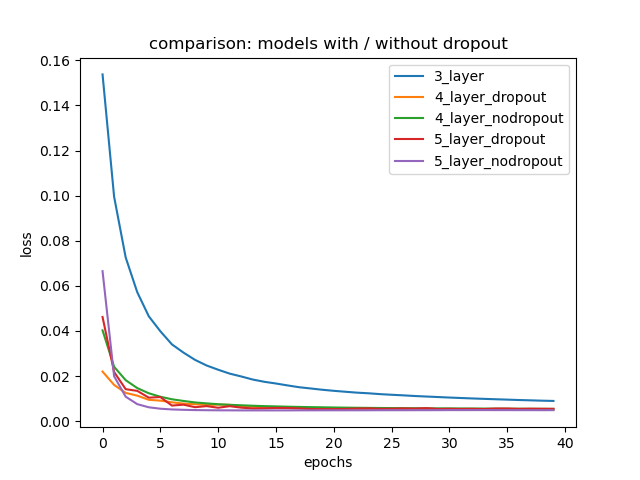 comparison: models with / without dropout
0.16
0.14
0.12
0.10
0.08
0.06
0.04
0.02
0.00
loss
3_layer
4_layer_dropout
4_layer_nodropout
5_layer_dropout
5_layer_nodropout
0 5 10 15 20 25 30 35 40
epochs